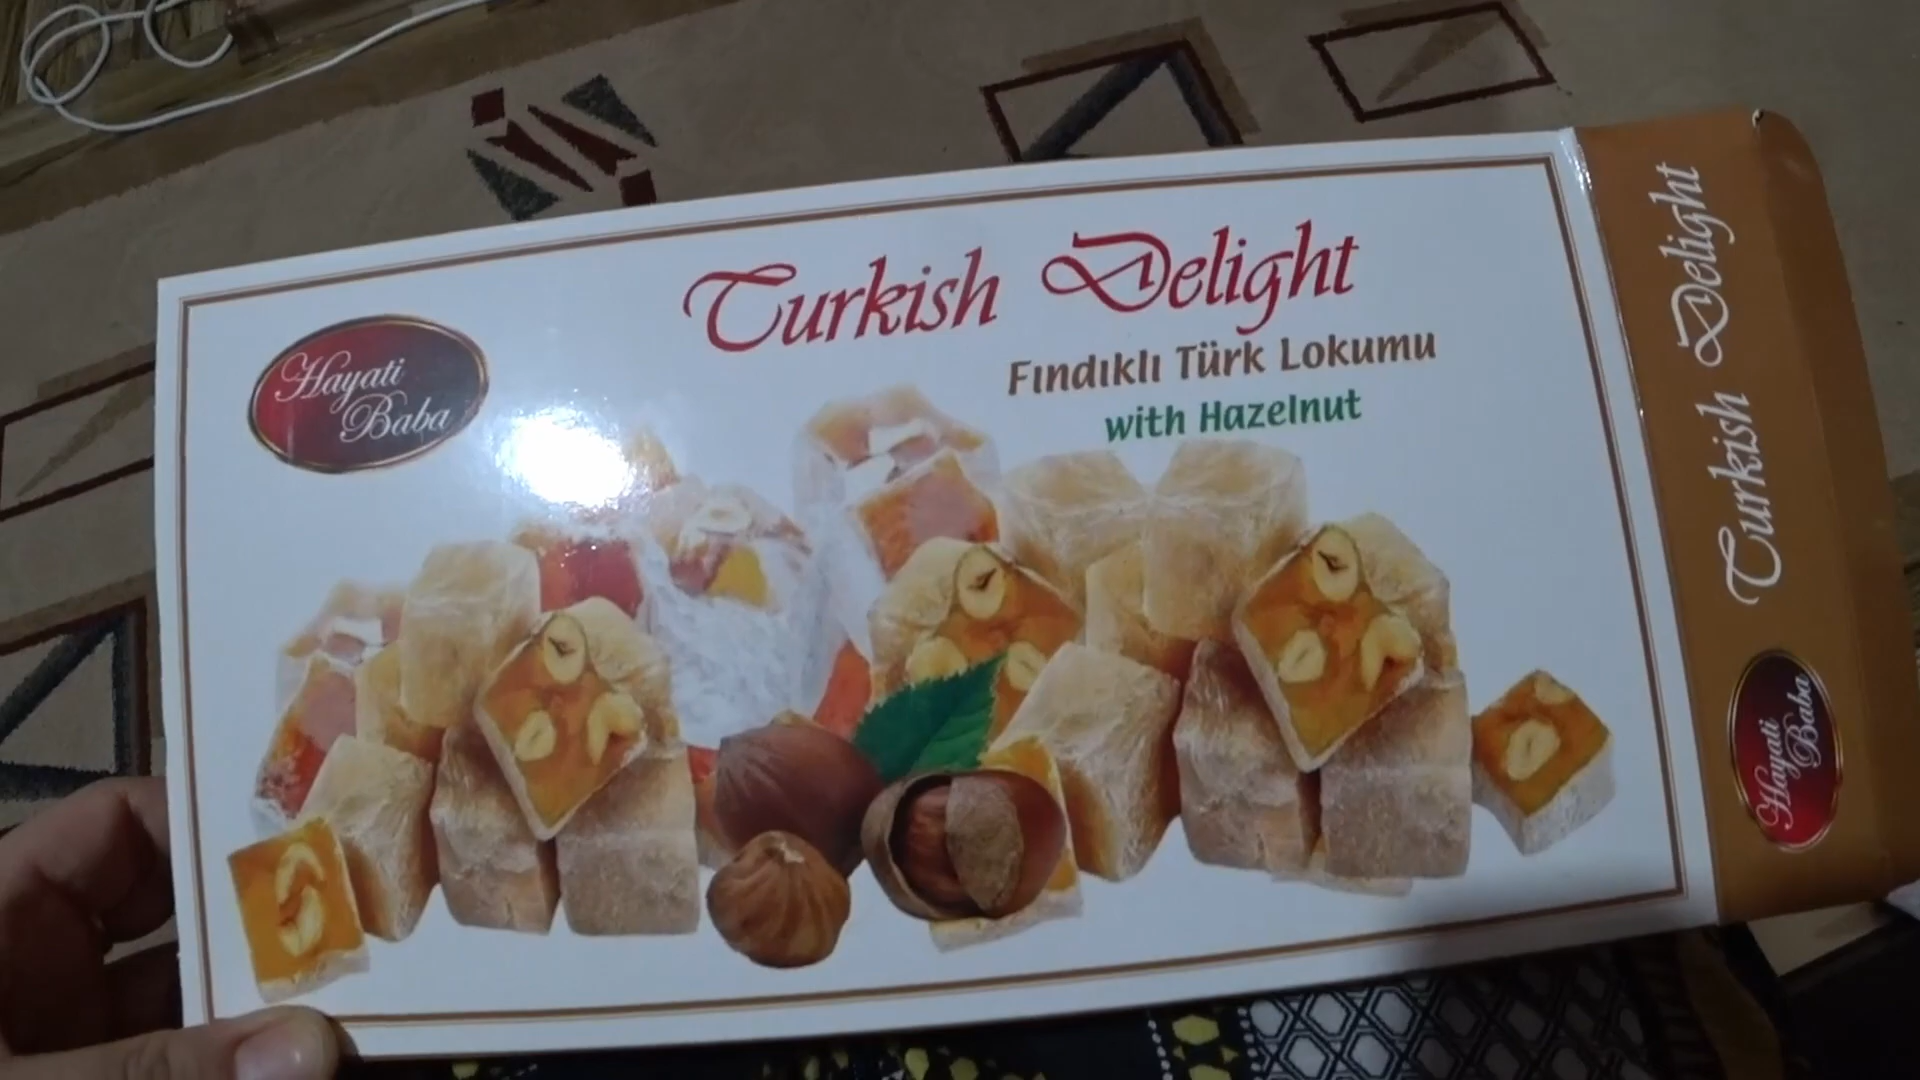 Turkish Delight
Hayati
Baba
Fındıklı Türk Lokumu
with Hazelnut
Turkish Delight
Hayati
Baba